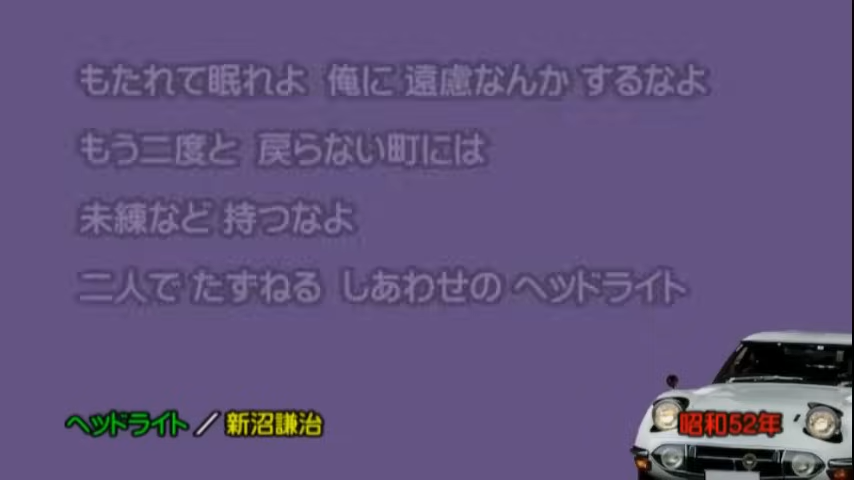 もたれて眠れよ 俺に 遠慮なんか するなよ
もう二度と 戻らない町には
未練など 持つなよ
二人で たずねる しあわせの ヘッドライト
ヘッドライト / 新沼謙治
昭和52年